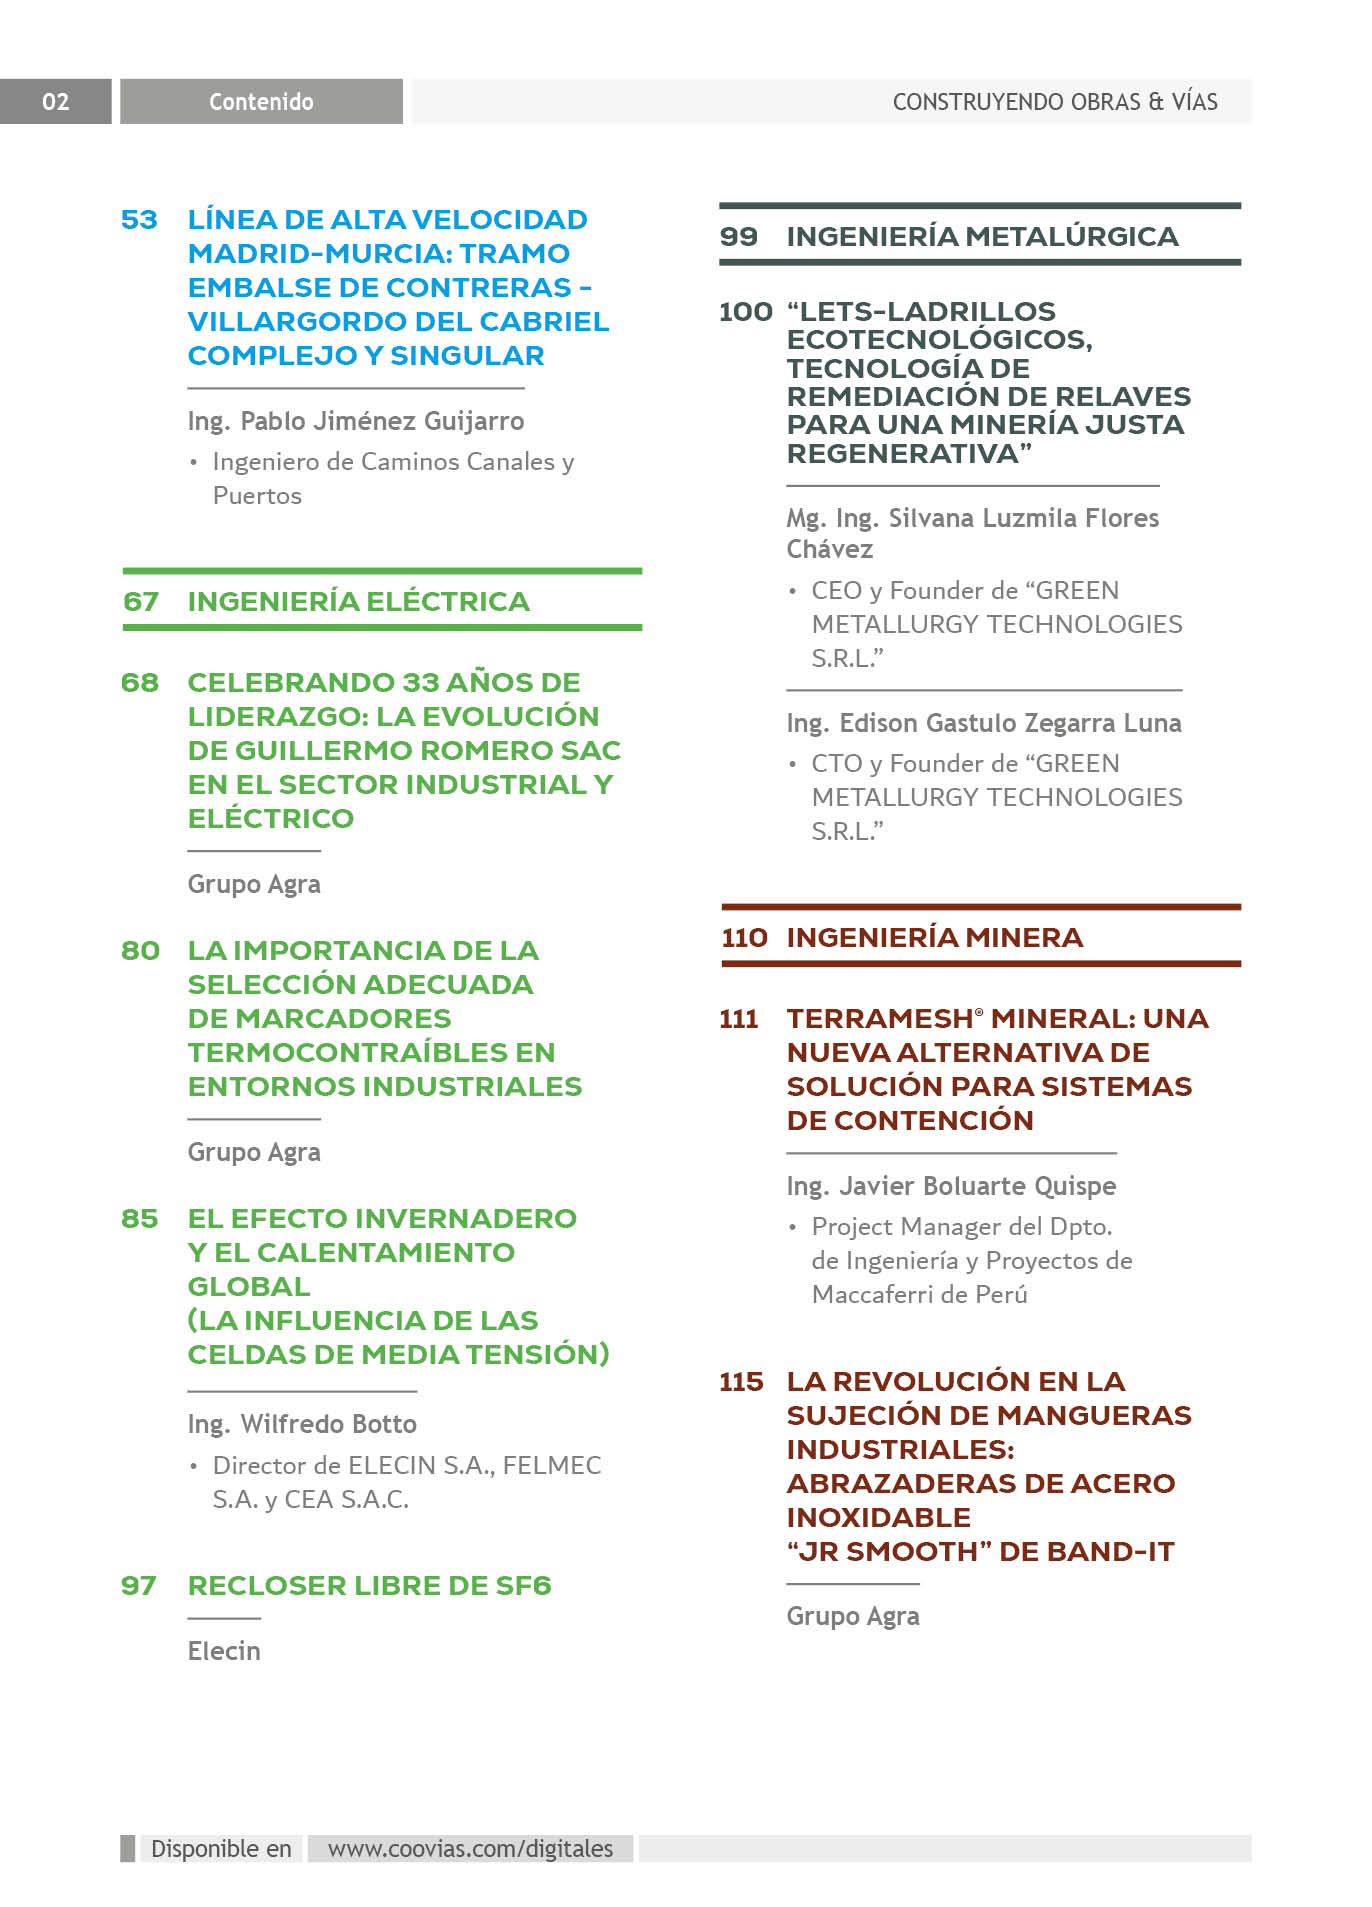 02
Contenido
CONSTRUYENDO OBRAS & VÍAS
53 LÍNEA DE ALTA VELOCIDAD
MADRID-MURCIA: TRAMO
EMBALSE DE CONTRERAS -
VILLARGORDO DEL CABRIEL
COMPLEJO Y SINGULAR
Ing. Pablo Jiménez Guijarro
• Ingeniero de Caminos Canales y
Puertos
67 INGENIERÍA ELÉCTRICA
68 CELEBRANDO 33 AÑOS DE
LIDERAZGO: LA EVOLUCIÓN
DE GUILLERMO ROMERO SAC
EN EL SECTOR INDUSTRIAL Y
ELÉCTRICO
Grupo Agra
80 LA IMPORTANCIA DE LA
SELECCIÓN ADECUADA
DE MARCADORES
TERMOCONTRAÍBLES EN
ENTORNOS INDUSTRIALES
Grupo Agra
85 EL EFECTO INVERNADERO
Y EL CALENTAMIENTO
GLOBAL
(LA INFLUENCIA DE LAS
CELDAS DE MEDIA TENSIÓN)
Ing. Wilfredo Botto
• Director de ELECIN S.A., FELMEC
S.A. y CEA S.A.C.
97 RECLOSER LIBRE DE SF6
Elecin
99 INGENIERÍA METALÚRGICA
100 “LETS-LADRILLOS
ECOTECNOLÓGICOS,
TECNOLOGÍA DE
REMEDIACIÓN DE RELAVES
PARA UNA MINERÍA JUSTA
REGENERATIVA”
Mg. Ing. Silvana Luzmila Flores
Chávez
• CEO y Founder de “GREEN
METALLURGY TECHNOLOGIES
S.R.L.”
Ing. Edison Gastulo Zegarra Luna
• CTO y Founder de “GREEN
METALLURGY TECHNOLOGIES
S.R.L.”
110 INGENIERÍA MINERA
111 TERRAMESH® MINERAL: UNA
NUEVA ALTERNATIVA DE
SOLUCIÓN PARA SISTEMAS
DE CONTENCIÓN
Ing. Javier Boluarte Quispe
• Project Manager del Dpto.
de Ingeniería y Proyectos de
Maccaferri de Perú
115 LA REVOLUCIÓN EN LA
SUJECIÓN DE MANGUERAS
INDUSTRIALES:
ABRAZADERAS DE ACERO
INOXIDABLE
“JR SMOOTH” DE BAND-IT
Grupo Agra
Disponible en
www.coovias.com/digitales